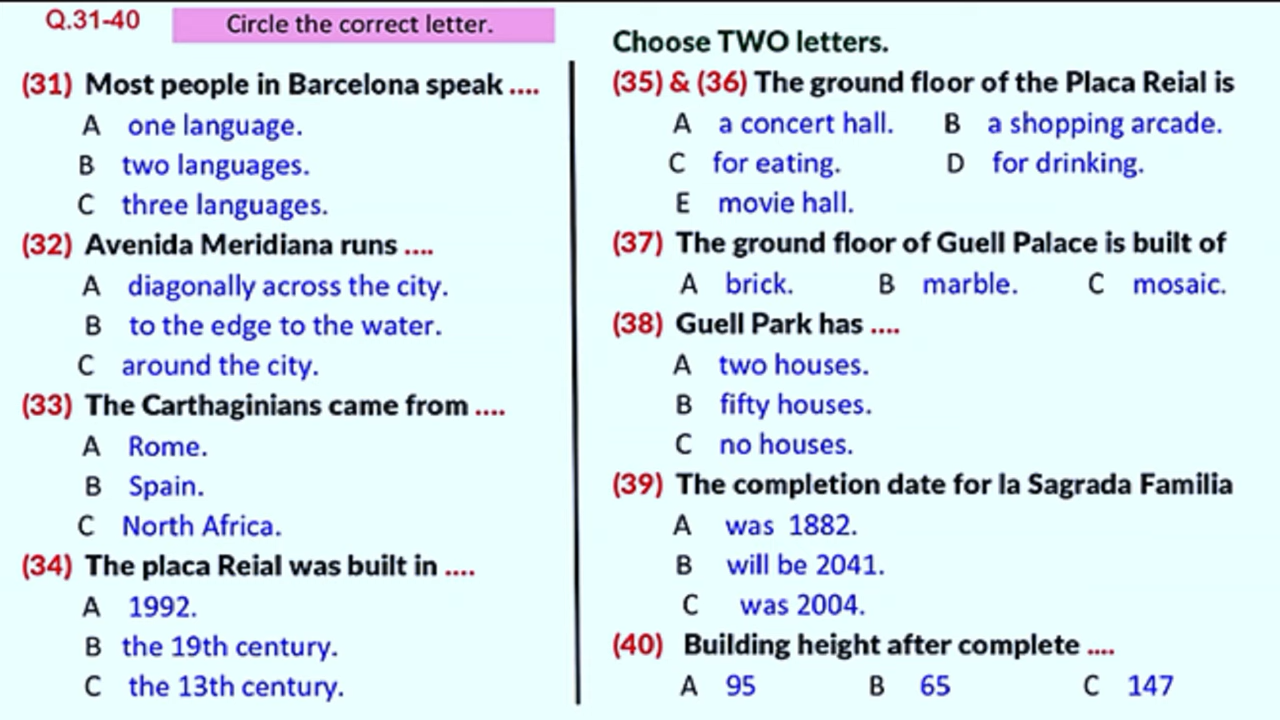 Q.31-40
Circle the correct letter.
(31) Most people in Barcelona speak ....
A one language.
B two languages.
C three languages.
(32) Avenida Meridiana runs ....
A diagonally across the city.
B to the edge to the water.
C around the city.
(33) The Carthaginians came from ....
A Rome.
B Spain.
C North Africa.
(34) The placa Reial was built in ....
A 1992.
B the 19th century.
C the 13th century.
Choose TWO letters.
(35) & (36) The ground floor of the Placa Reial is
A a concert hall. B a shopping arcade.
C for eating. D for drinking.
E movie hall.
(37) The ground floor of Guell Palace is built of
A brick. B marble. C mosaic.
(38) Guell Park has ....
A two houses.
B fifty houses.
C no houses.
(39) The completion date for la Sagrada Familia
A was 1882.
B will be 2041.
C was 2004.
(40) Building height after complete ....
A 95 B 65 C 147